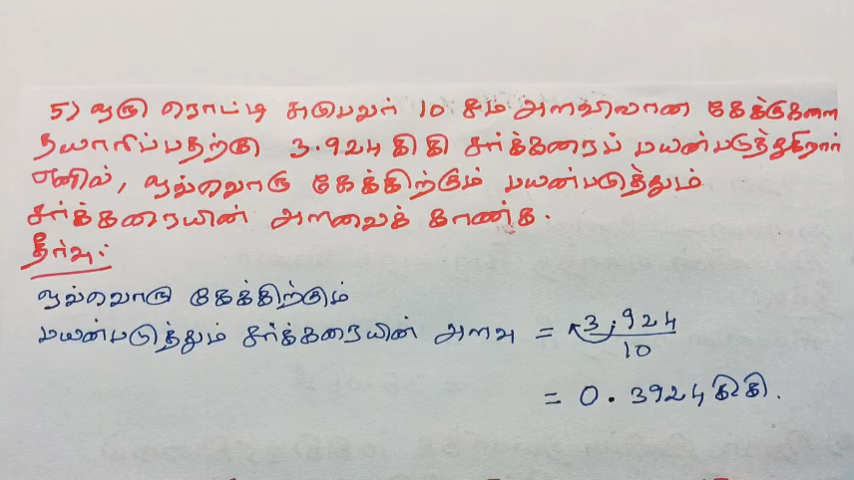 5) ஒரு ரொட்டி சுடுபவர் 10 சம அளவிலான கேக்குகளை
தயாரிப்பதற்கு 3.924 கி கி சர்க்கரைப் பயன்படுத்துகிறார்
எனில், ஒவ்வொரு கேக்கிற்கும் பயன்படுத்தும்
சர்க்கரையின் அளவைக் காண்க.
தீர்வு:
ஒவ்வொரு கேக்கிற்கும்
பயன்படுத்தும் சர்க்கரையின் அளவு = 3.924
10
= 0.3924 கி கி.